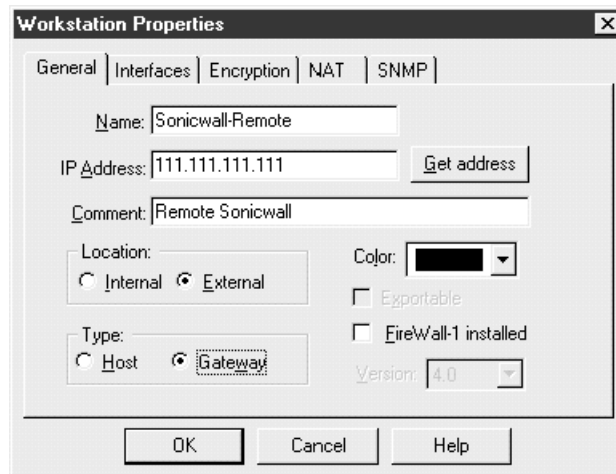 Workstation Properties
General Interfaces Encryption NAT SNMP
Name: Sonicwall-Remote
IP Address: 111.111.111.111 Get address
Comment: Remote Sonicwall
Location: Color:
Internal External
Exportable
FireWall-1 installed
Type:
Host Gateway
Version: 4.0
OK Cancel Help